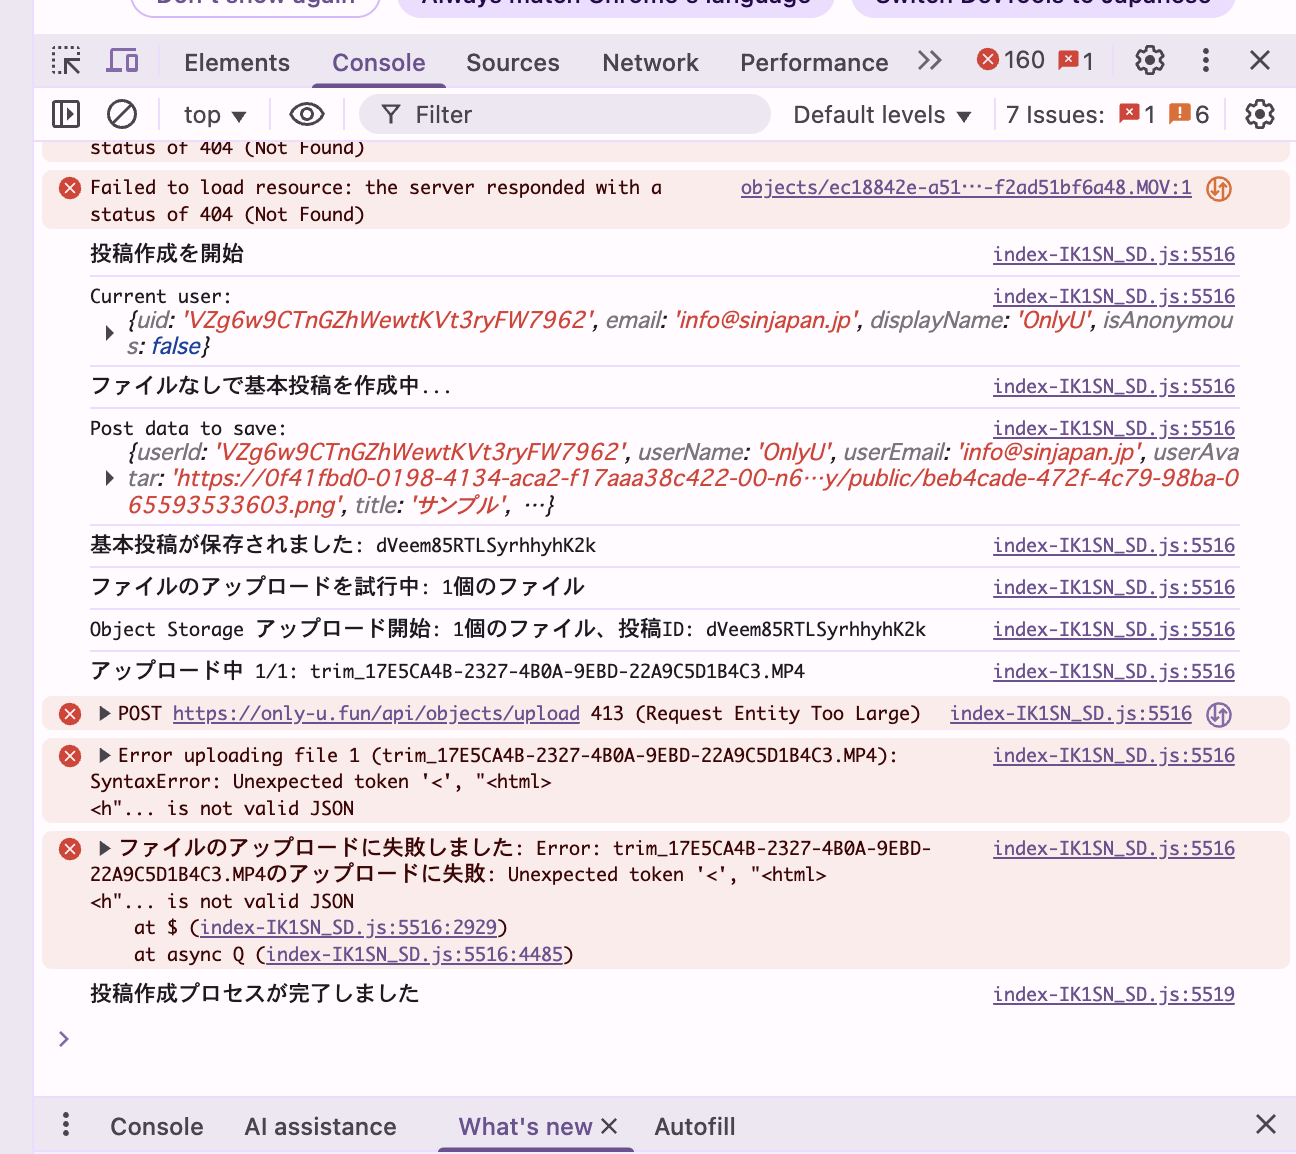 Don't show again Always match Chrome's language Switch DevTools to Japanese
Elements Console Sources Network Performance 160 1
top Filter Default levels 7 Issues: 1 6
status of 404 (Not Found)
Failed to load resource: the server responded with a objects/ec18842e-a51…-f2ad51bf6a48.MOV:1
status of 404 (Not Found)
投稿作成を開始 index-IK1SN_SD.js:5516
Current user: index-IK1SN_SD.js:5516
{uid: 'VZg6w9CTnGZhWewtKVt3ryFW7962', email: 'info@sinjapan.jp', displayName: 'OnlyU', isAnonymou
s: false}
ファイルなしで基本投稿を作成中... index-IK1SN_SD.js:5516
Post data to save: index-IK1SN_SD.js:5516
{userId: 'VZg6w9CTnGZhWewtKVt3ryFW7962', userName: 'OnlyU', userEmail: 'info@sinjapan.jp', userAva
tar: 'https://0f41fbd0-0198-4134-aca2-f17aaa38c422-00-n6…y/public/beb4cade-472f-4c79-98ba-0
65593533603.png', title: 'サンプル', …}
基本投稿が保存されました: dVeem85RTLSyrhhyhK2k index-IK1SN_SD.js:5516
ファイルのアップロードを試行中: 1個のファイル index-IK1SN_SD.js:5516
Object Storage アップロード開始: 1個のファイル、投稿ID: dVeem85RTLSyrhhyhK2k index-IK1SN_SD.js:5516
アップロード中 1/1: trim_17E5CA4B-2327-4B0A-9EBD-22A9C5D1B4C3.MP4 index-IK1SN_SD.js:5516
POST https://only-u.fun/api/objects/upload 413 (Request Entity Too Large) index-IK1SN_SD.js:5516
Error uploading file 1 (trim_17E5CA4B-2327-4B0A-9EBD-22A9C5D1B4C3.MP4): index-IK1SN_SD.js:5516
SyntaxError: Unexpected token '<', "<html>
<h"... is not valid JSON
ファイルのアップロードに失敗しました: Error: trim_17E5CA4B-2327-4B0A-9EBD- index-IK1SN_SD.js:5516
22A9C5D1B4C3.MP4のアップロードに失敗: Unexpected token '<', "<html>
<h"... is not valid JSON
at $ (index-IK1SN_SD.js:5516:2929)
at async Q (index-IK1SN_SD.js:5516:4485)
投稿作成プロセスが完了しました index-IK1SN_SD.js:5519
Console AI assistance What's new Autofill